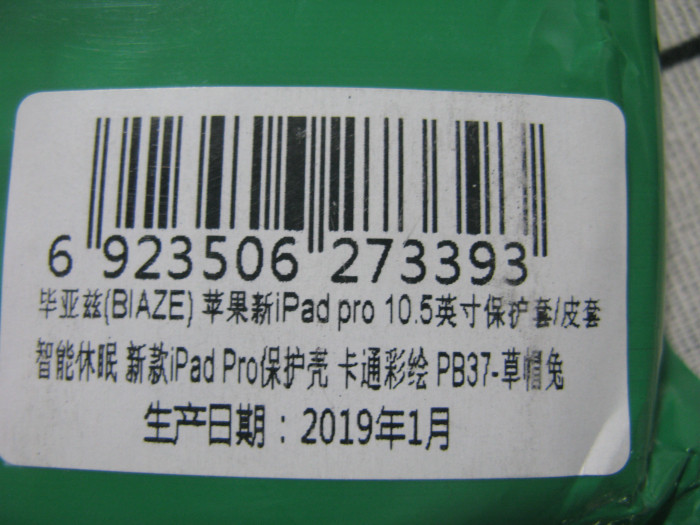 6 923506 273393
毕亚兹(BIAZE) 苹果新iPad pro 10.5英寸保护套/皮套
智能休眠 新款iPad Pro保护壳 卡通彩绘 PB37-草帽兔
生产日期：2019年1月